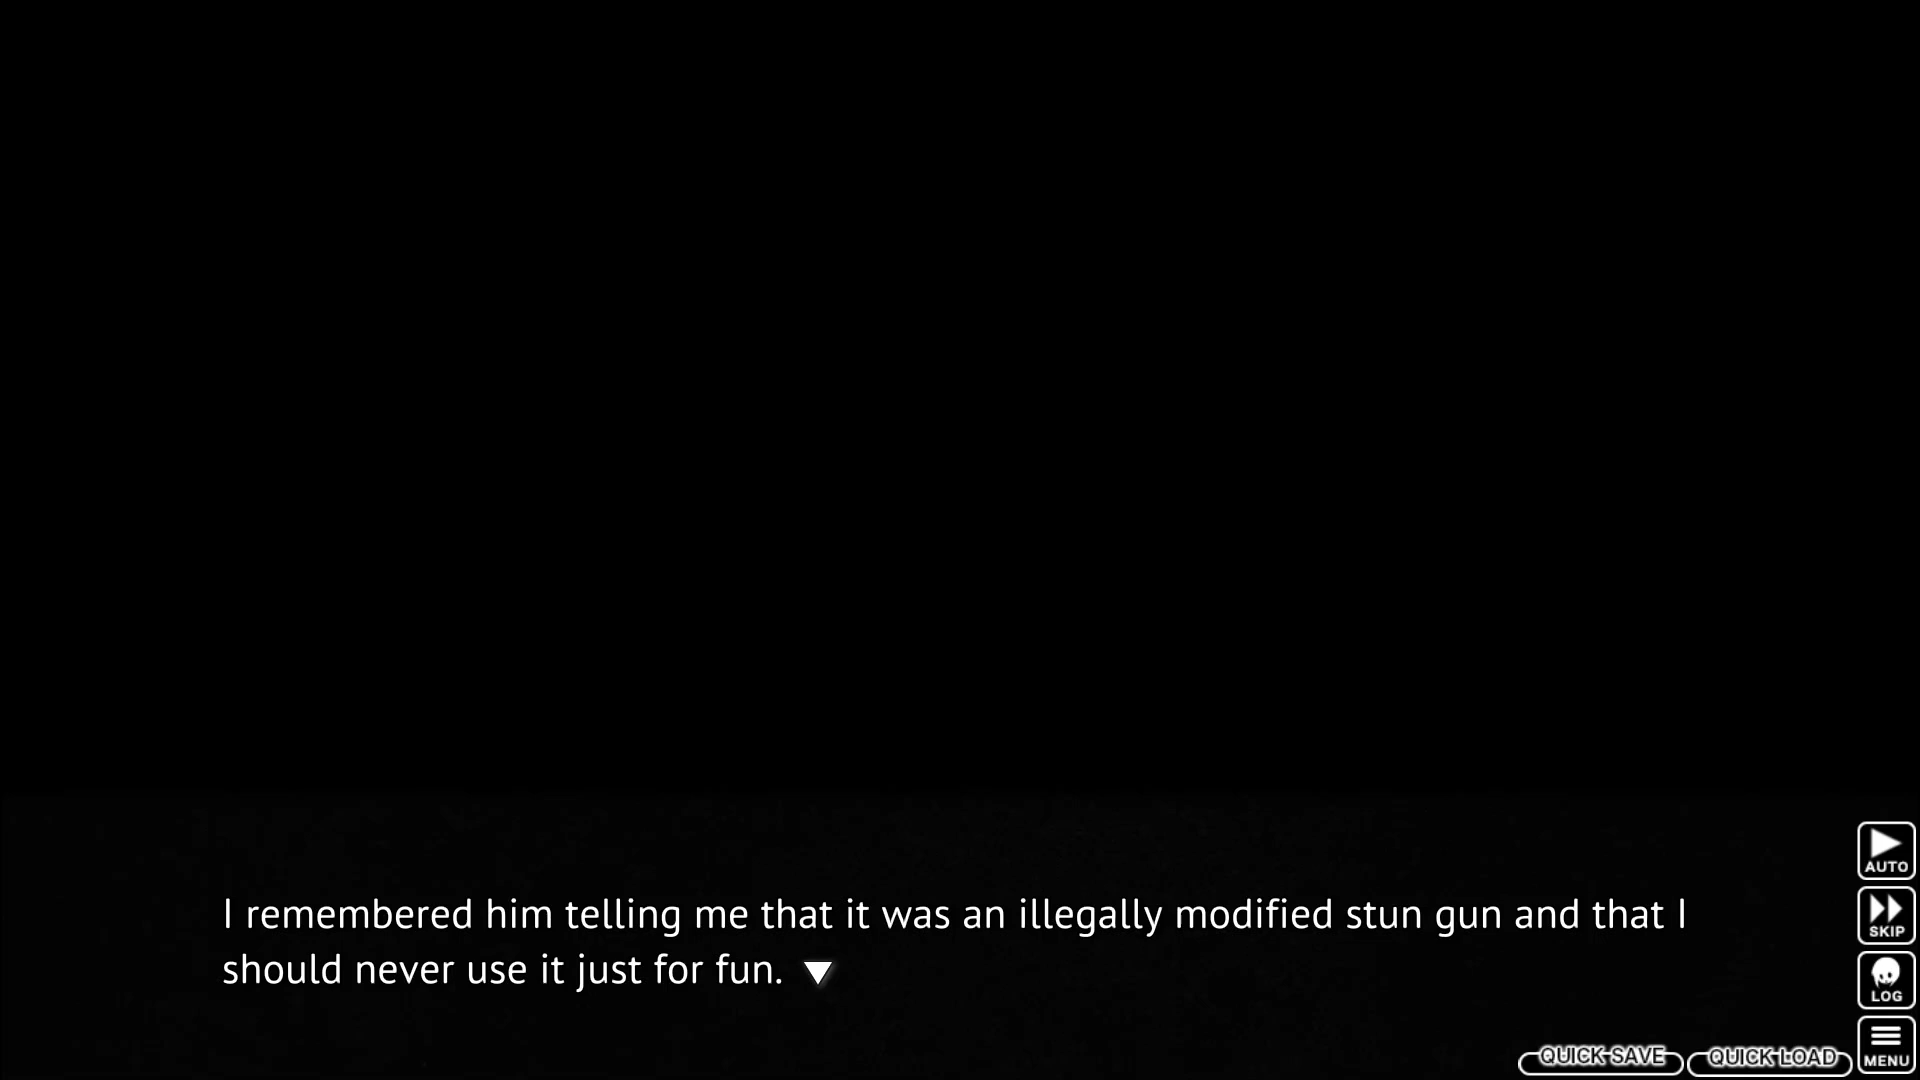 I remembered him telling me that it was an illegally modified stun gun and that I
should never use it just for fun.
AUTO
SKIP
LOG
MENU
QUICK SAVE
QUICK LOAD